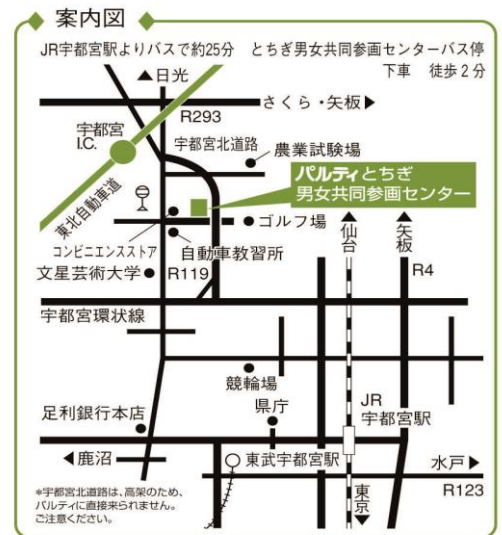 案内図
JR宇都宮駅よりバスで約25分　とちぎ男女共同参画センターバス停
下車　徒歩2分
▲日光
さくら・矢板▶
R293
宇都宮
I.C.
宇都宮北道路
農業試験場
パルティとちぎ
男女共同参画センター
東北自動車道
ゴルフ場
▲仙台
▲矢板
コンビニエンスストア
自動車教習所
文星芸術大学
R119
R4
宇都宮環状線
競輪場
県庁
JR
宇都宮駅
足利銀行本店
◀鹿沼
東武宇都宮駅
水戸▶
R123
東京▼
*宇都宮北道路は、高架のため、
パルティに直接来られません。
ご注意ください。